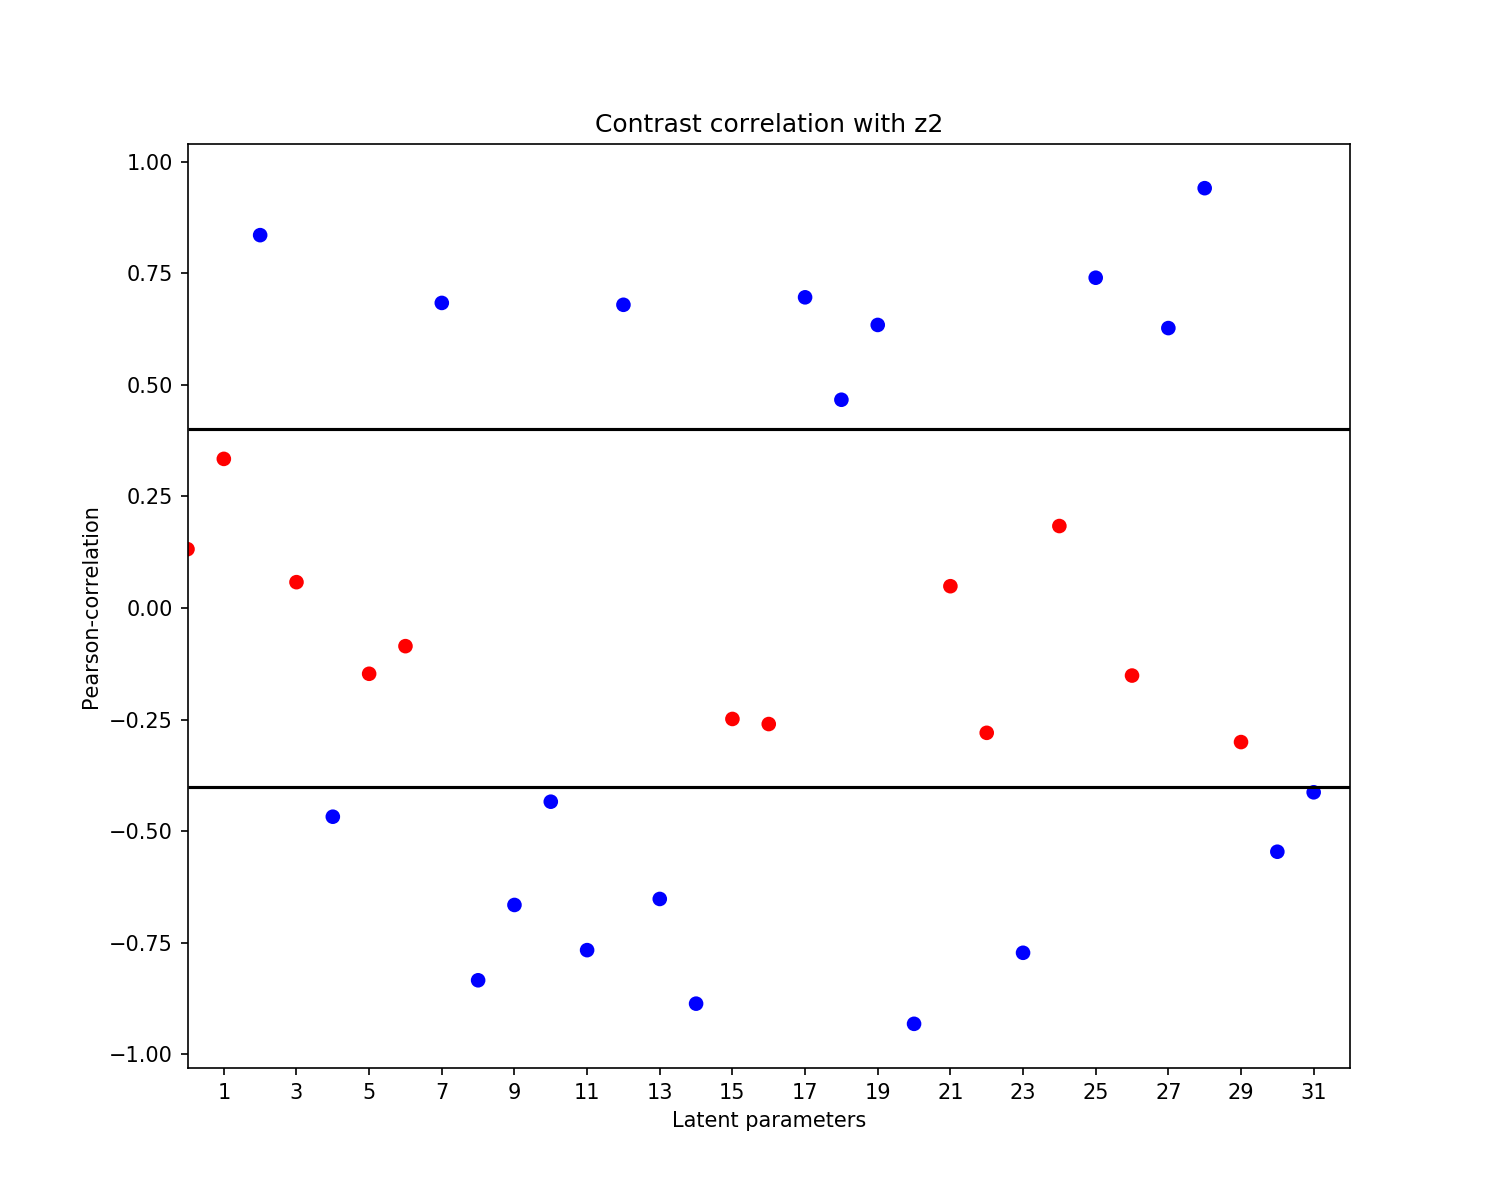 Contrast correlation with z2
1.00
0.75
0.50
0.25
0.00
−0.25
−0.50
−0.75
−1.00
Pearson-correlation
1 3 5 7 9 11 13 15 17 19 21 23 25 27 29 31
Latent parameters